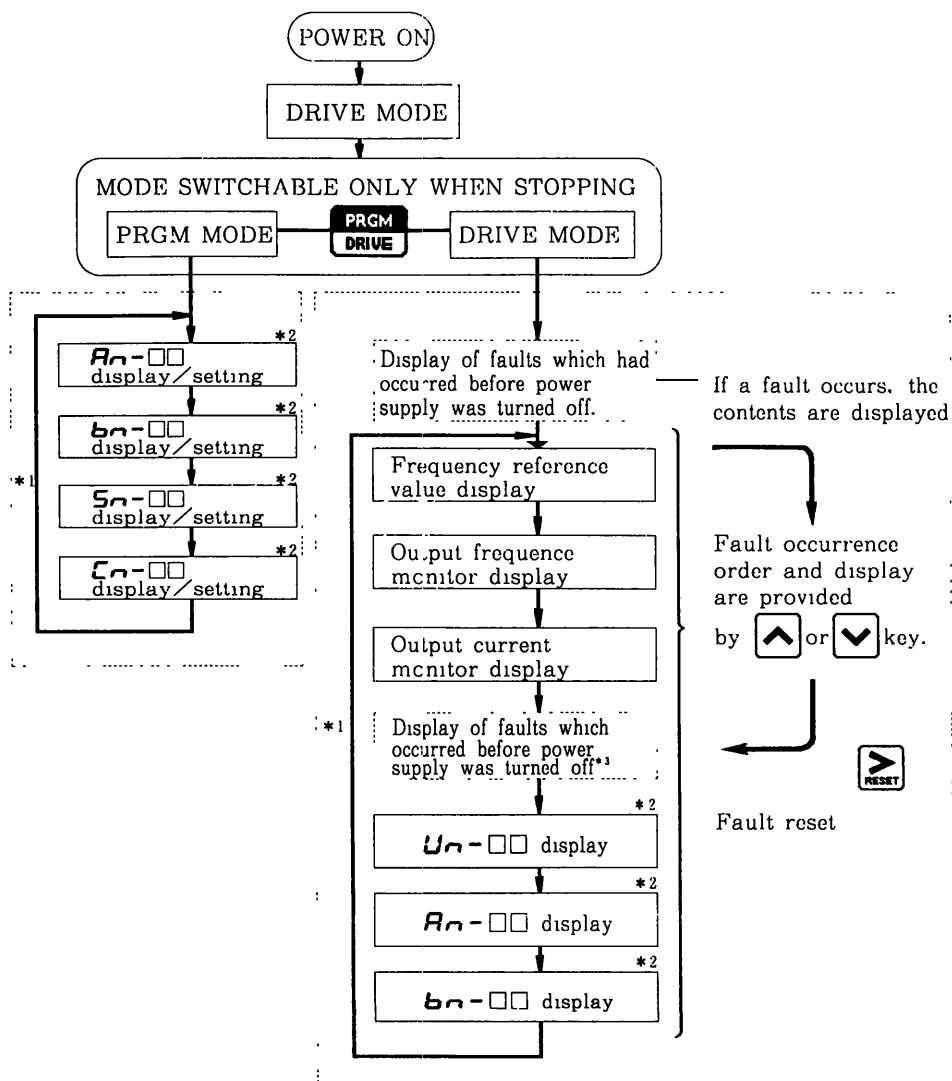 POWER ON
DRIVE MODE
MODE SWITCHABLE ONLY WHEN STOPPING
PRGM MODE
PRGM
DRIVE
DRIVE MODE
*2
An-□□
display/setting
*2
bn-□□
display/setting
*1
*2
Sn-□□
display/setting
*2
Cn-□□
display/setting
Display of faults which had
occurred before power
supply was turned off.
Frequency reference
value display
Output frequence
monitor display
Output current
monitor display
*1
Display of faults which
occurred before power
supply was turned off*3
*2
Un-□□ display
*2
An-□□ display
*2
bn-□□ display
If a fault occurs, the
contents are displayed
Fault occurrence
order and display
are provided
by ∧ or ∨ key.
>
RESET
Fault reset